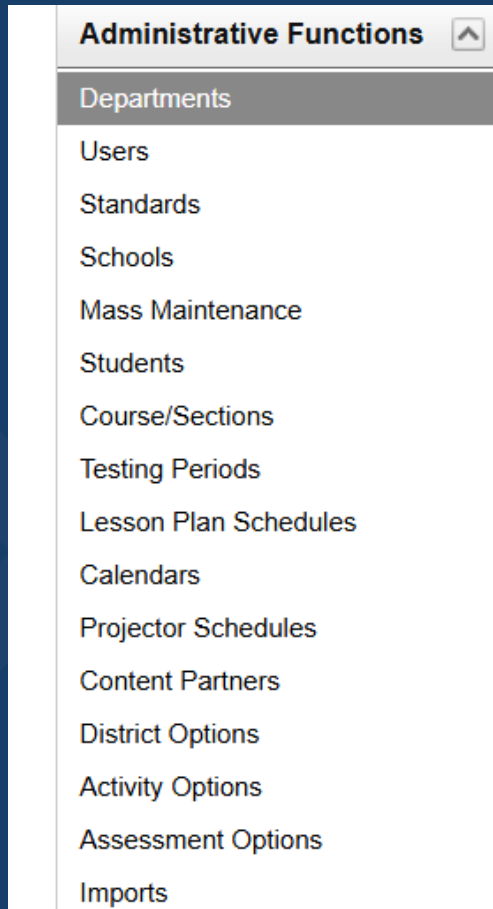 Administrative Functions
Departments
Users
Standards
Schools
Mass Maintenance
Students
Course/Sections
Testing Periods
Lesson Plan Schedules
Calendars
Projector Schedules
Content Partners
District Options
Activity Options
Assessment Options
Imports